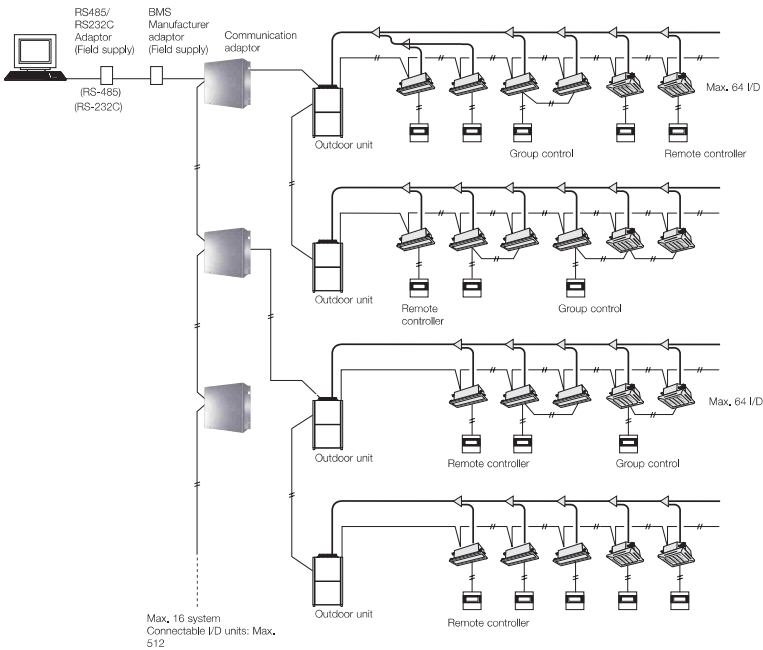 RS485/
RS232C
Adaptor
(Field supply)
BMS
Manufacturer
adaptor
(Field supply)
Communication
adaptor
(RS-485)
(RS-232C)
Max. 64 I/D
Outdoor unit
Group control
Remote controller
Outdoor unit
Remote
controller
Group control
Max. 64 I/D
Outdoor unit
Remote controller
Group control
Outdoor unit
Remote controller
Max. 16 system
Connectable I/D units: Max.
512